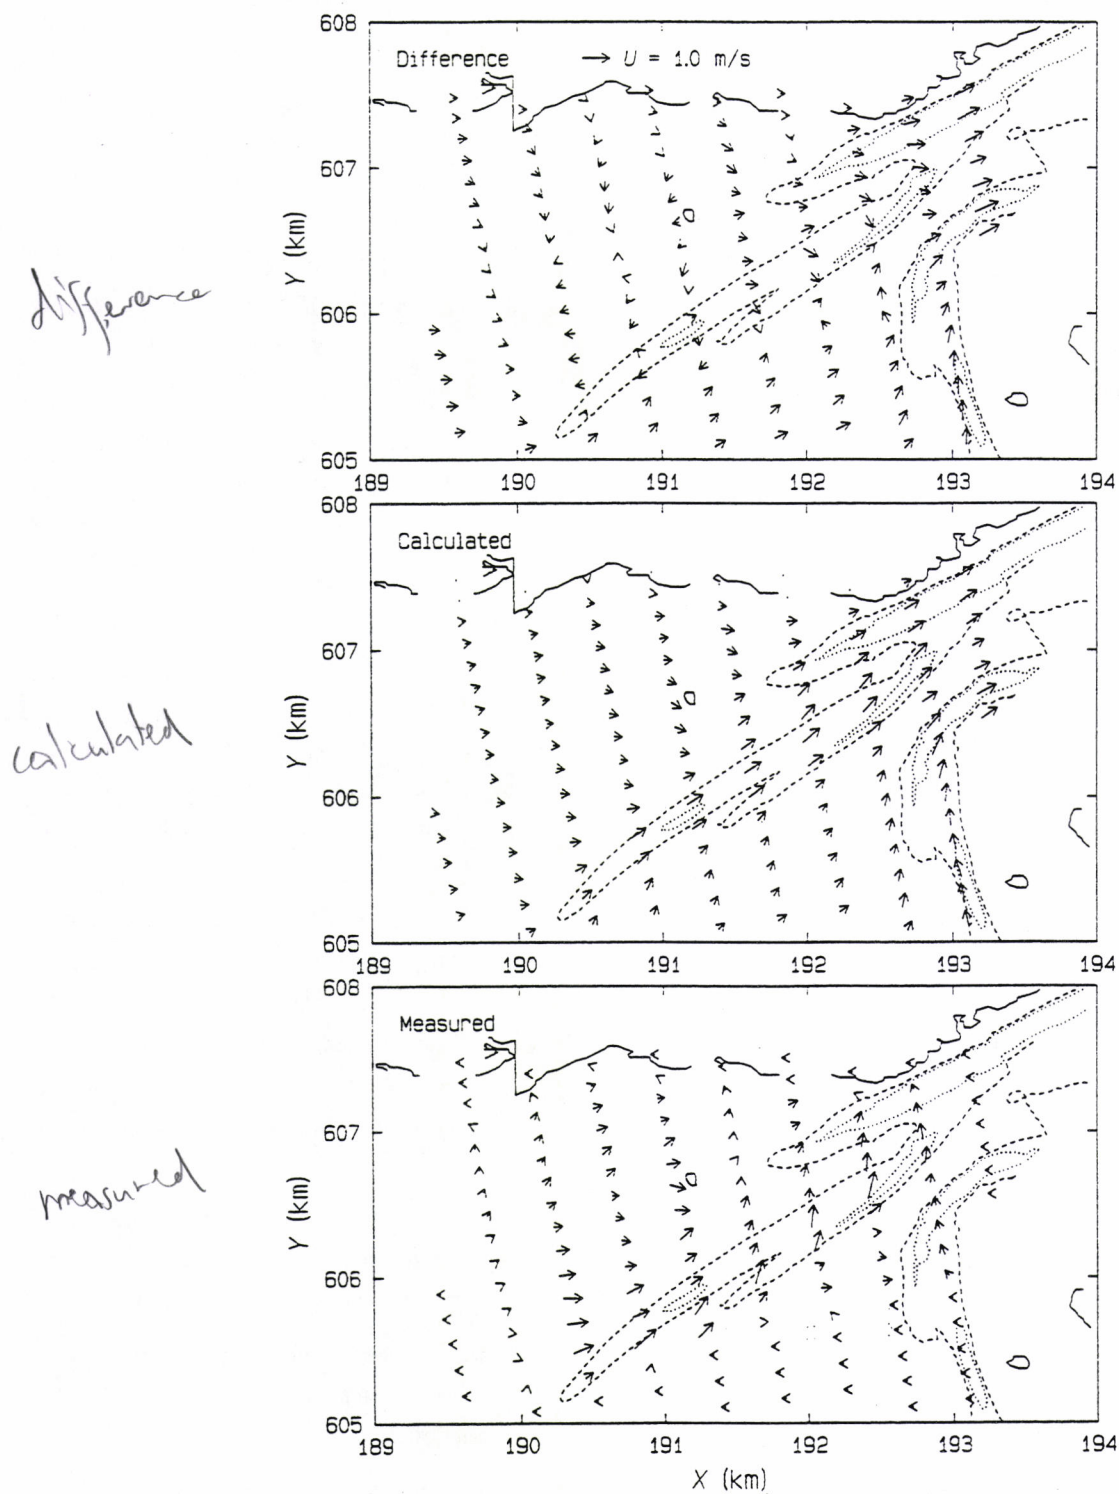 608
Difference → U = 1.0 m/s
607
Y (km)
difference
606
605
189 190 191 192 193 194
608
Calculated
607
Y (km)
calculated
606
605
189 190 191 192 193 194
608
Measured
607
measured
Y (km)
606
605
189 190 191 192 193 194
X (km)